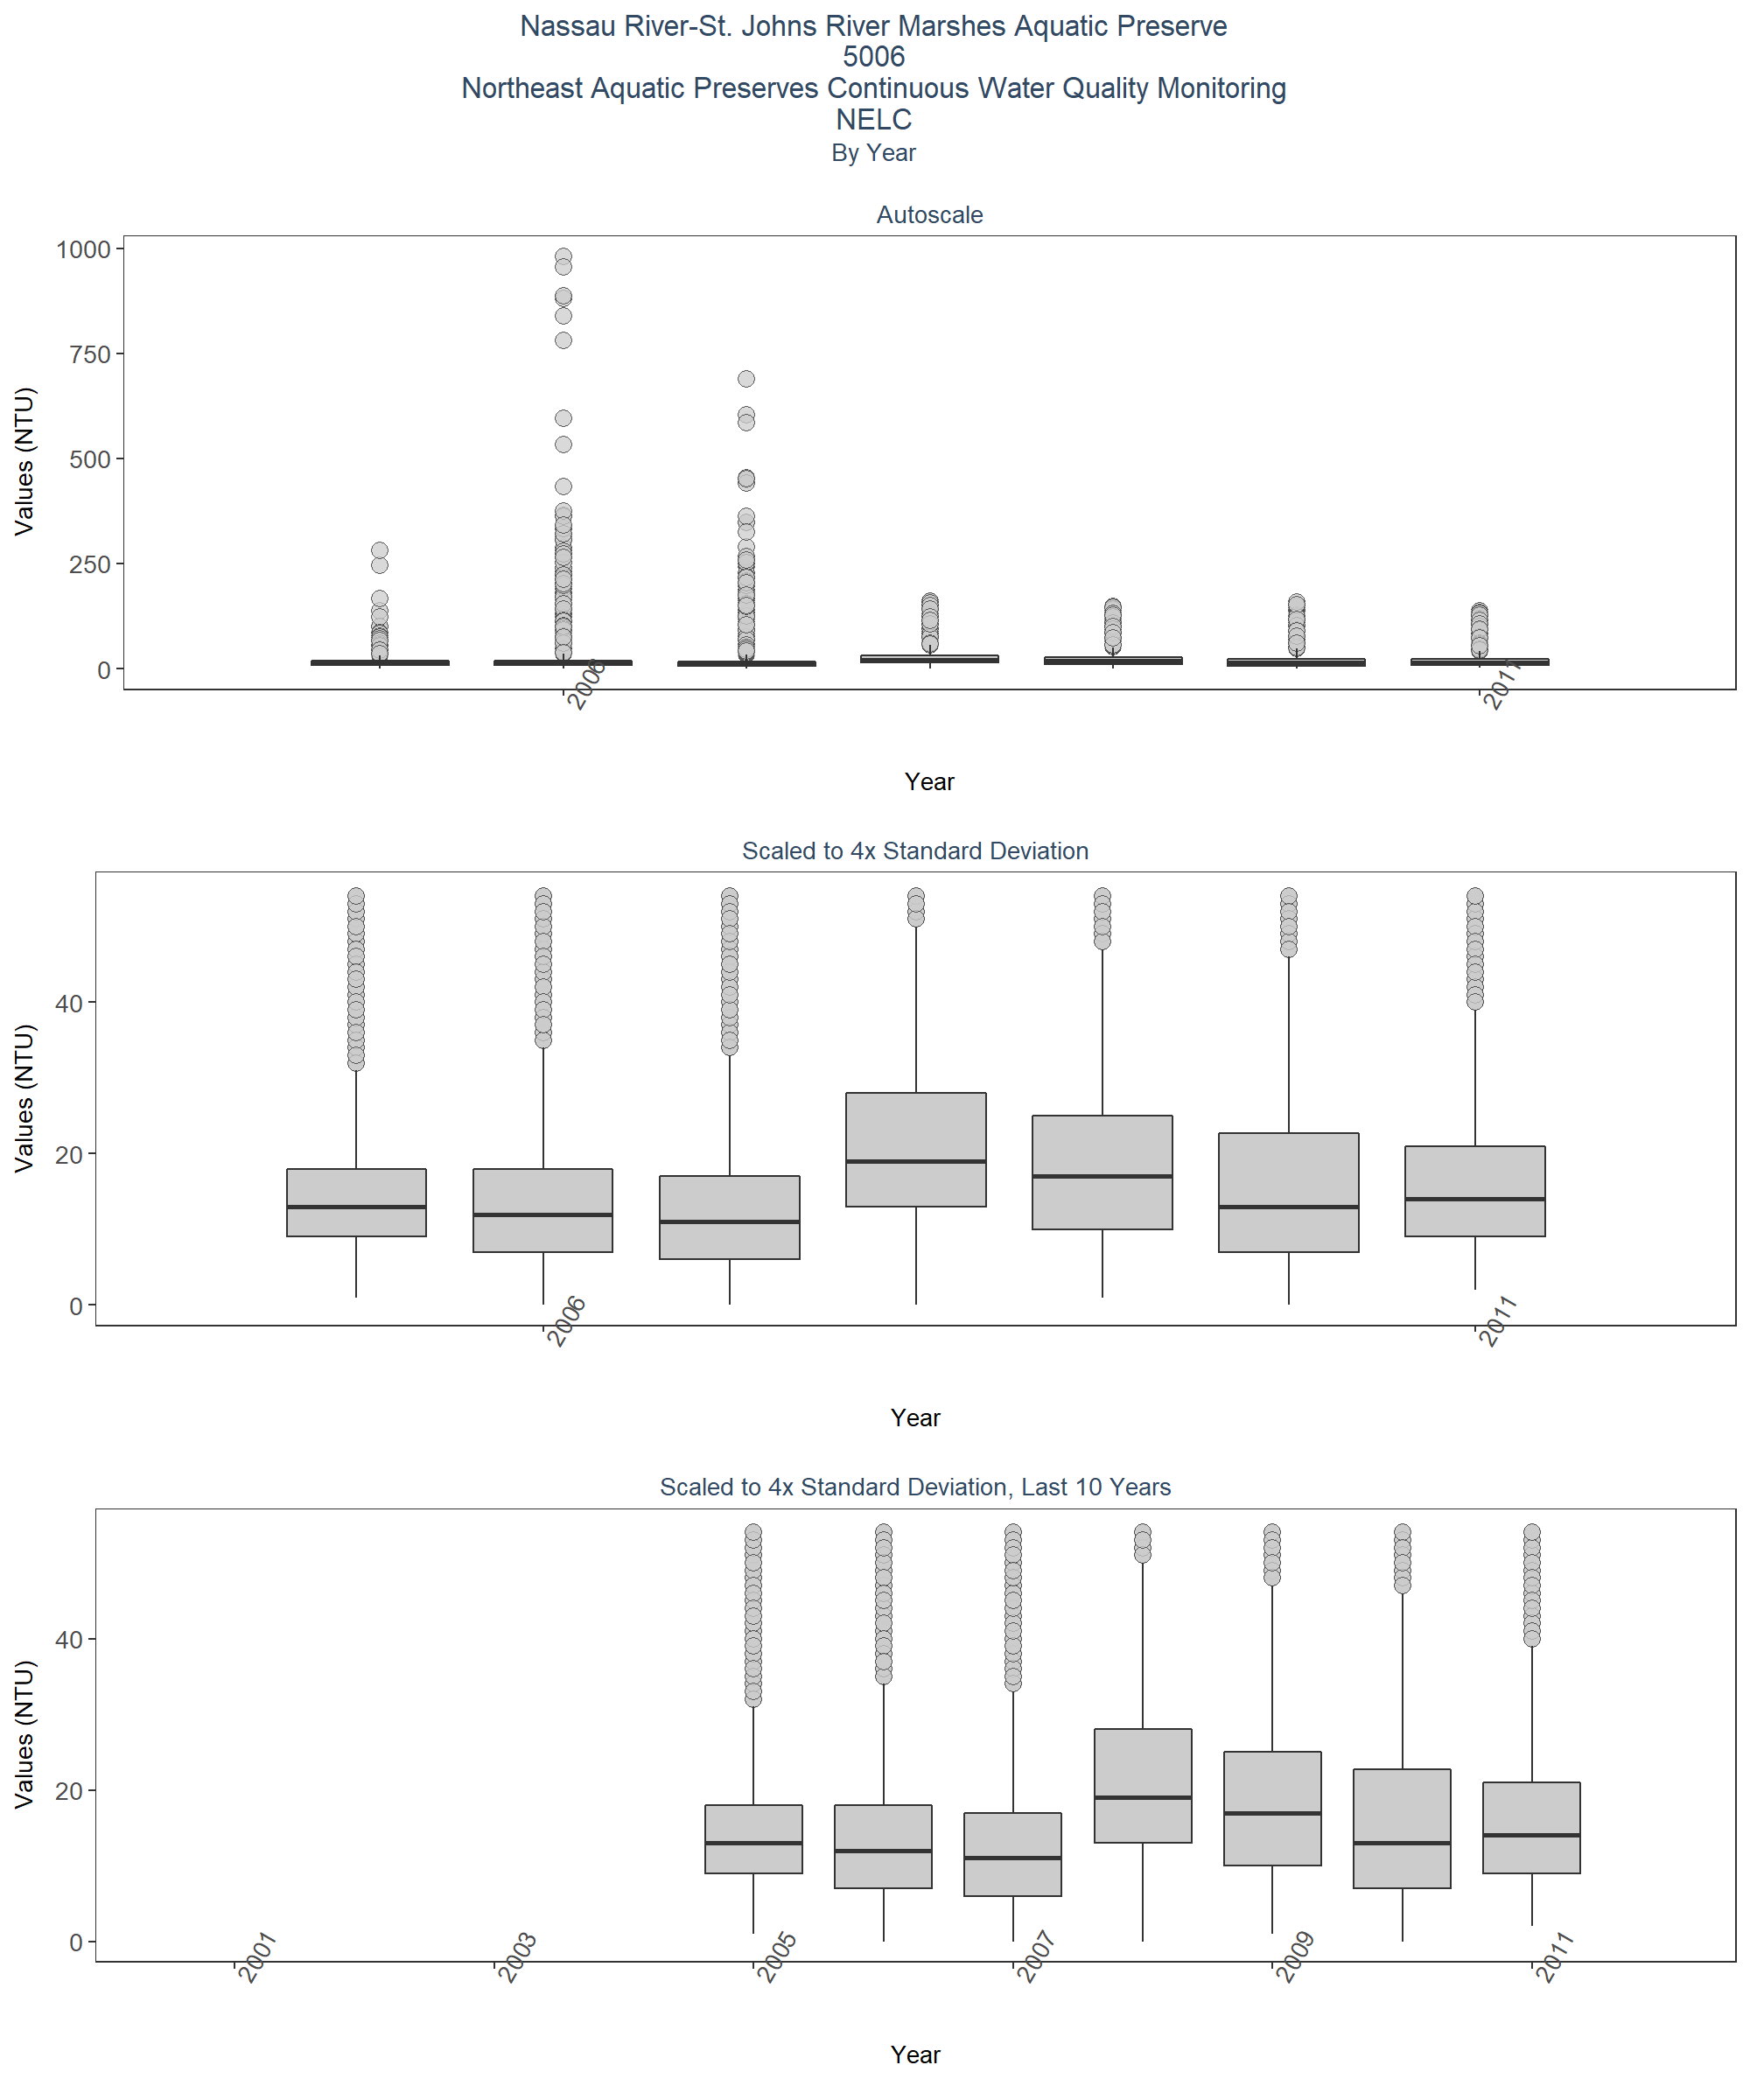 Nassau River-St. Johns River Marshes Aquatic Preserve
5006
Northeast Aquatic Preserves Continuous Water Quality Monitoring
NELC
By Year
Autoscale
1000
750
500
250
0
Values (NTU)
2006
2011
Year
Scaled to 4x Standard Deviation
40
20
0
Values (NTU)
2006
2011
Year
Scaled to 4x Standard Deviation, Last 10 Years
40
20
0
Values (NTU)
2001
2003
2005
2007
2009
2011
Year